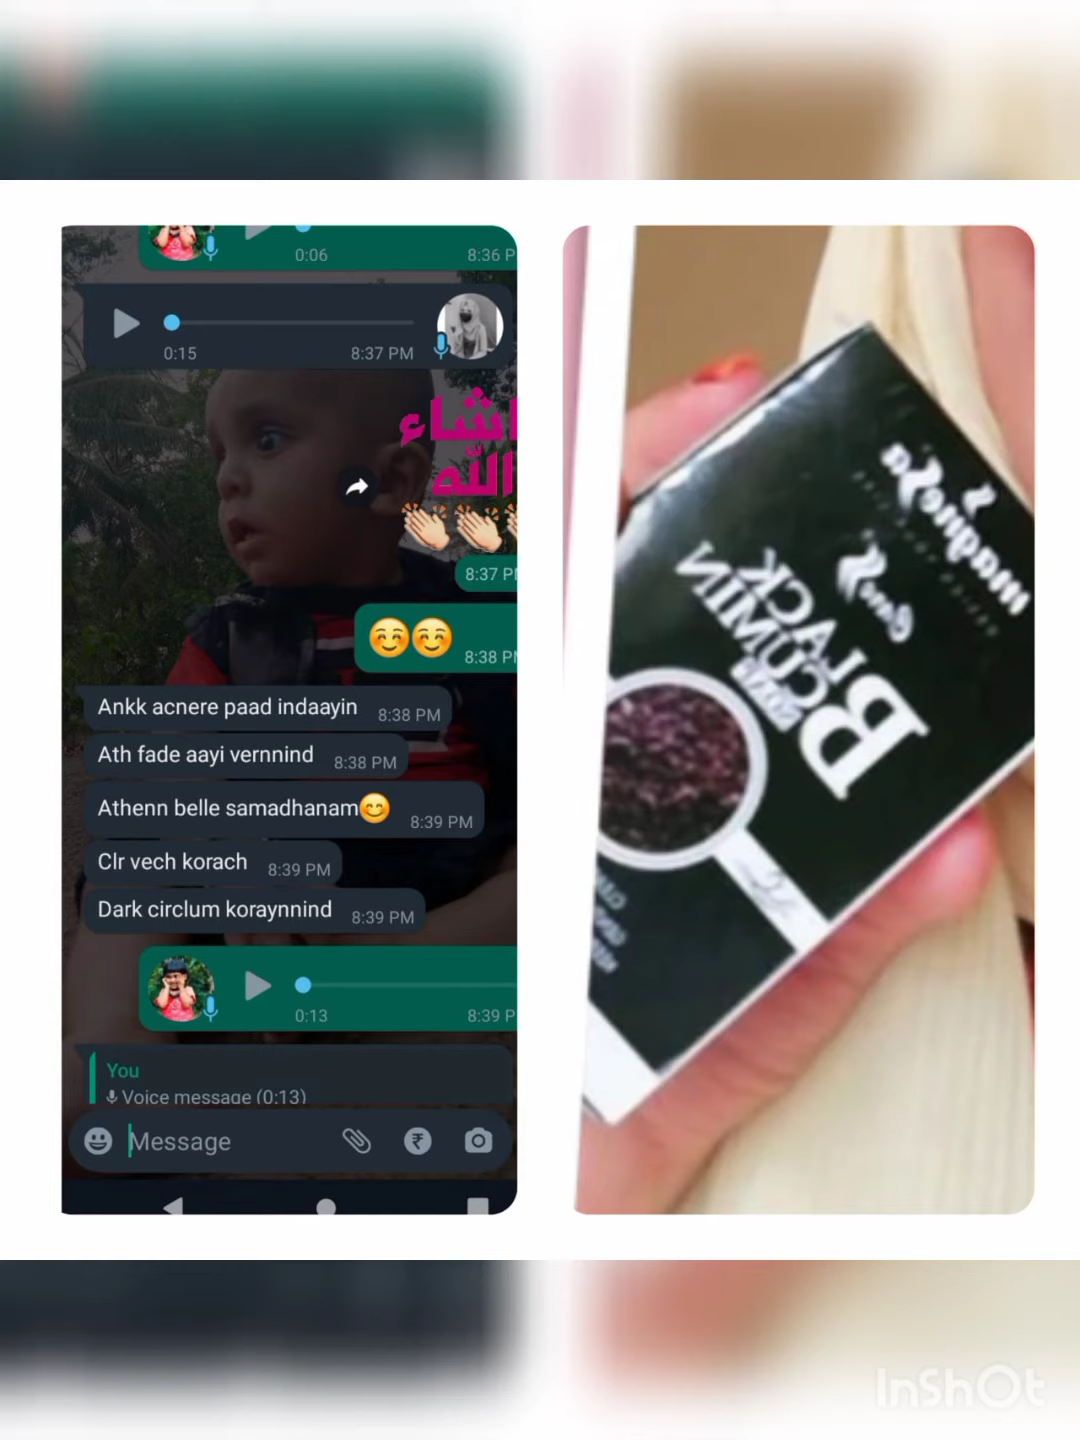 0:06 8:36 P
0:15 8:37 PM
اشاء
الله
8:37 PM
8:38 PM
Ankk acnere paad indaayin 8:38 PM
Ath fade aayi vernnind 8:38 PM
Athenn belle samadhanam😊 8:39 PM
Clr vech korach 8:39 PM
Dark circlum koraynnind 8:39 PM
0:13 8:39 P
You
Voice message (0:13)
Message
BLACK
CUMIN
InShOt